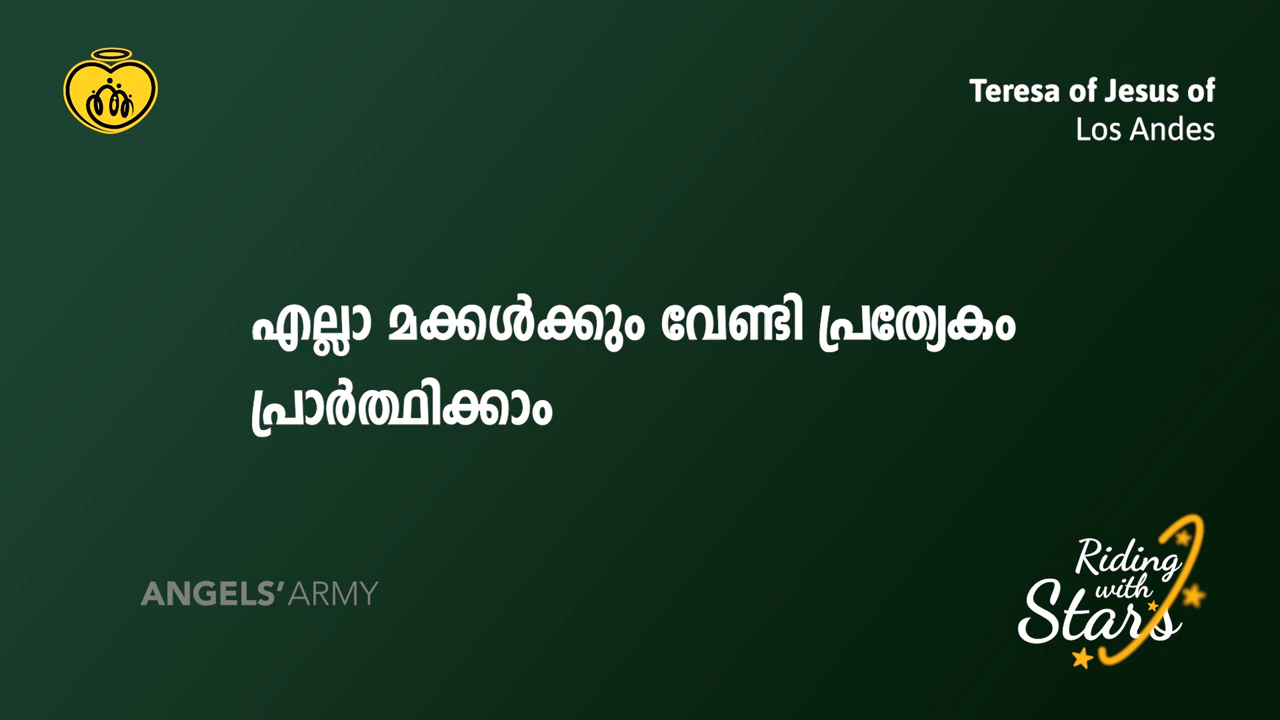 Teresa of Jesus of
Los Andes
എല്ലാ മക്കൾക്കും വേണ്ടി പ്രത്യേകം
പ്രാർത്ഥിക്കാം
ANGELS' ARMY
Riding
with
Stars